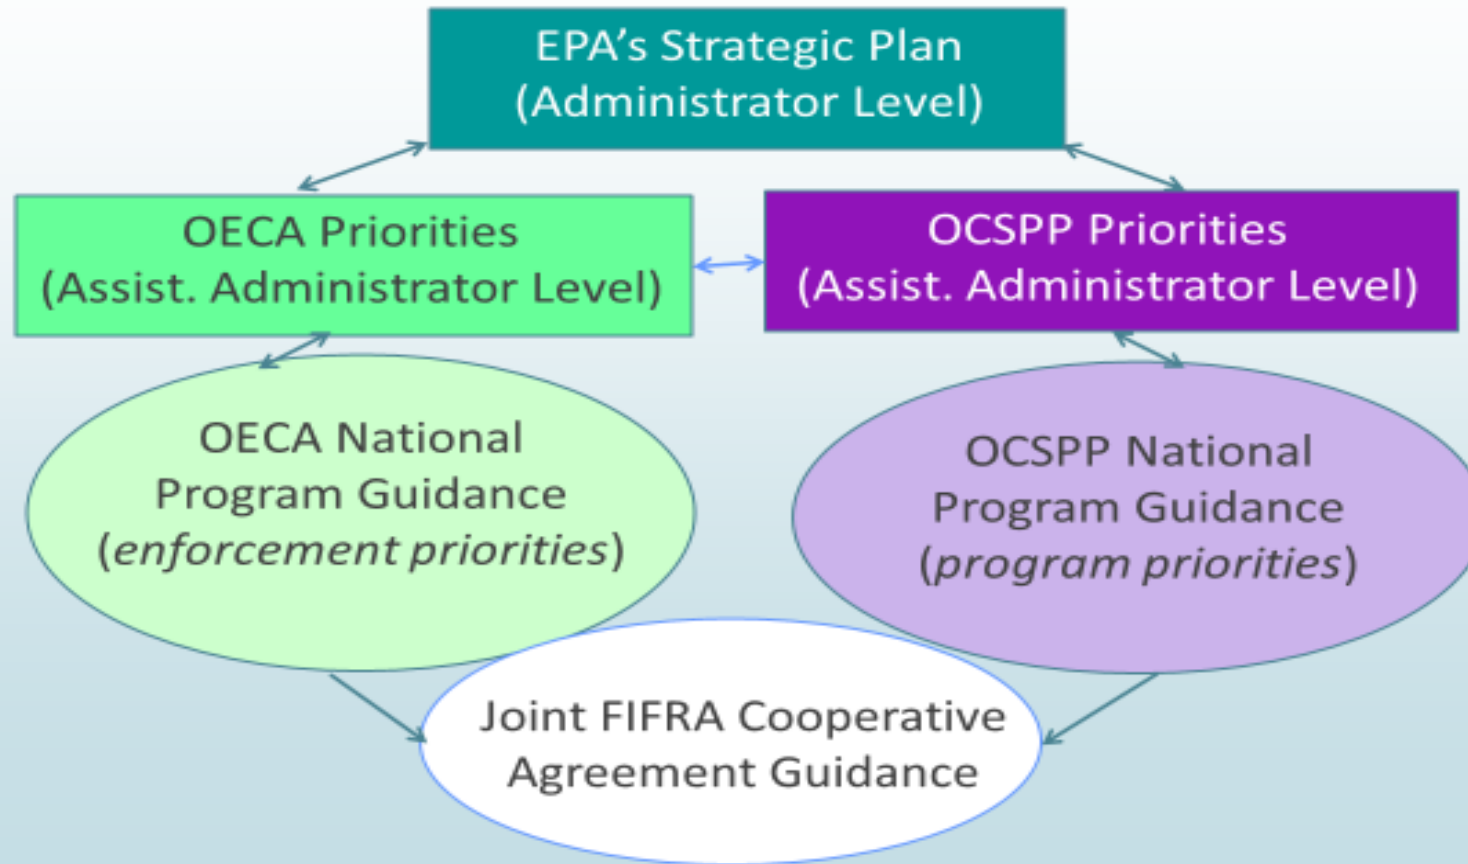 EPA’s Strategic Plan
(Administrator Level)
OECA Priorities
(Assist. Administrator Level)
OCSPP Priorities
(Assist. Administrator Level)
OECA National
Program Guidance
(enforcement priorities)
OCSPP National
Program Guidance
(program priorities)
Joint FIFRA Cooperative
Agreement Guidance